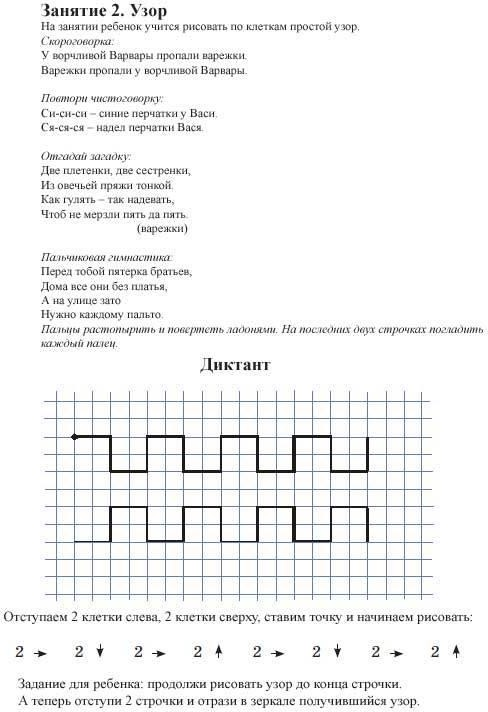 Занятие 2. Узор
На занятии ребенок учится рисовать по клеткам простой узор.
Скороговорка:
У ворчливой Варвары пропали варежки.
Варежки пропали у ворчливой Варвары.
Повтори чистоговорку:
Си-си-си – синие перчатки у Васи.
Ся-ся-ся – надел перчатки Вася.
Отгадай загадку:
Две плетенки, две сестренки,
Из овечьей пряжи тонкой.
Как гулять – так надевать,
Чтоб не мерзли пять да пять.
(варежки)
Пальчиковая гимнастика:
Перед тобой пятерка братьев,
Дома все они без платья,
А на улице зато
Нужно каждому пальто.
Пальцы растопырить и повертеть ладонями. На последних двух строчках погладить
каждый палец.
Диктант
Отступаем 2 клетки слева, 2 клетки сверху, ставим точку и начинаем рисовать:
2 → 2 ↓ 2 → 2 ↑ 2 → 2 ↓ 2 → 2 ↑
Задание для ребенка: продолжи рисовать узор до конца строчки.
А теперь отступи 2 строчки и отрази в зеркале получившийся узор.